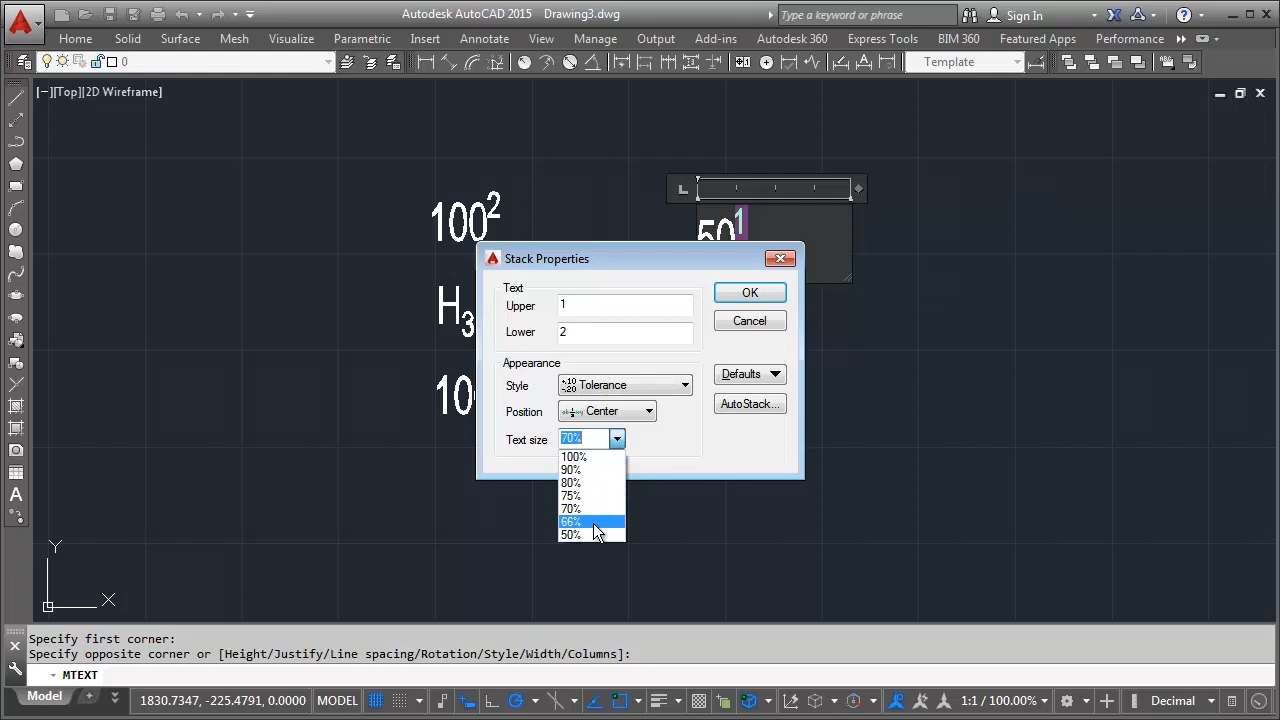 Autodesk AutoCAD 2015 Drawing3.dwg
Type a keyword or phrase
Sign In
Home Solid Surface Mesh Visualize Parametric Insert Annotate View Manage Output Add-ins Autodesk 360 Express Tools BIM 360 Featured Apps Performance
0
Template
[−][Top][2D Wireframe]
100²
50¹
H₃
10
Stack Properties
Text
Upper 1
Lower 2
OK
Cancel
Appearance
Style Tolerance
Position Center
Text size 70%
Defaults
AutoStack...
100%
90%
80%
75%
70%
66%
50%
Y
X
Specify first corner:
Specify opposite corner or [Height/Justify/Line spacing/Rotation/Style/Width/Columns]:
MTEXT
Model
1830.7347, -225.4791, 0.0000 MODEL 1:1 / 100.00% Decimal